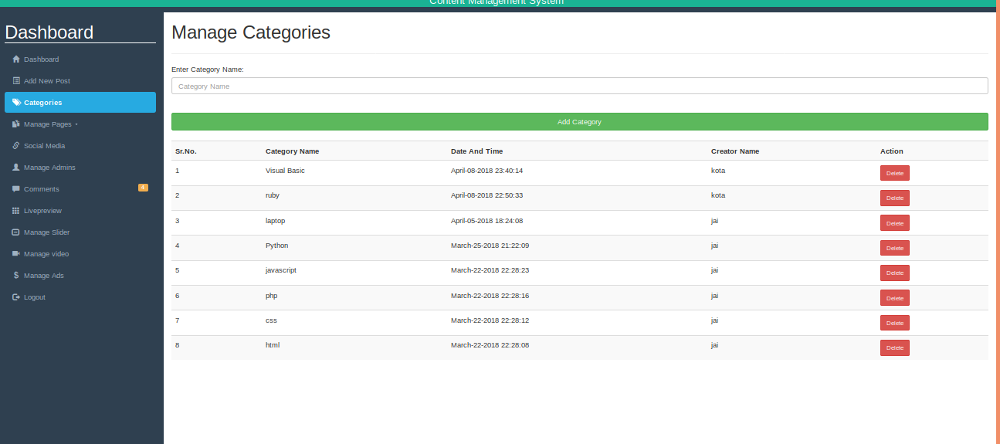 Content Management System
Dashboard
Dashboard
Add New Post
Categories
Manage Pages
Social Media
Manage Admins
Comments 4
Livepreview
Manage Slider
Manage video
Manage Ads
Logout
Manage Categories
Enter Category Name:
Category Name
Add Category
Sr.No. Category Name Date And Time Creator Name Action
1 Visual Basic April-08-2018 23:40:14 kota Delete
2 ruby April-08-2018 22:50:33 kota Delete
3 laptop April-05-2018 18:24:08 jai Delete
4 Python March-25-2018 21:22:09 jai Delete
5 javascript March-22-2018 22:28:23 jai Delete
6 php March-22-2018 22:28:16 jai Delete
7 css March-22-2018 22:28:12 jai Delete
8 html March-22-2018 22:28:08 jai Delete